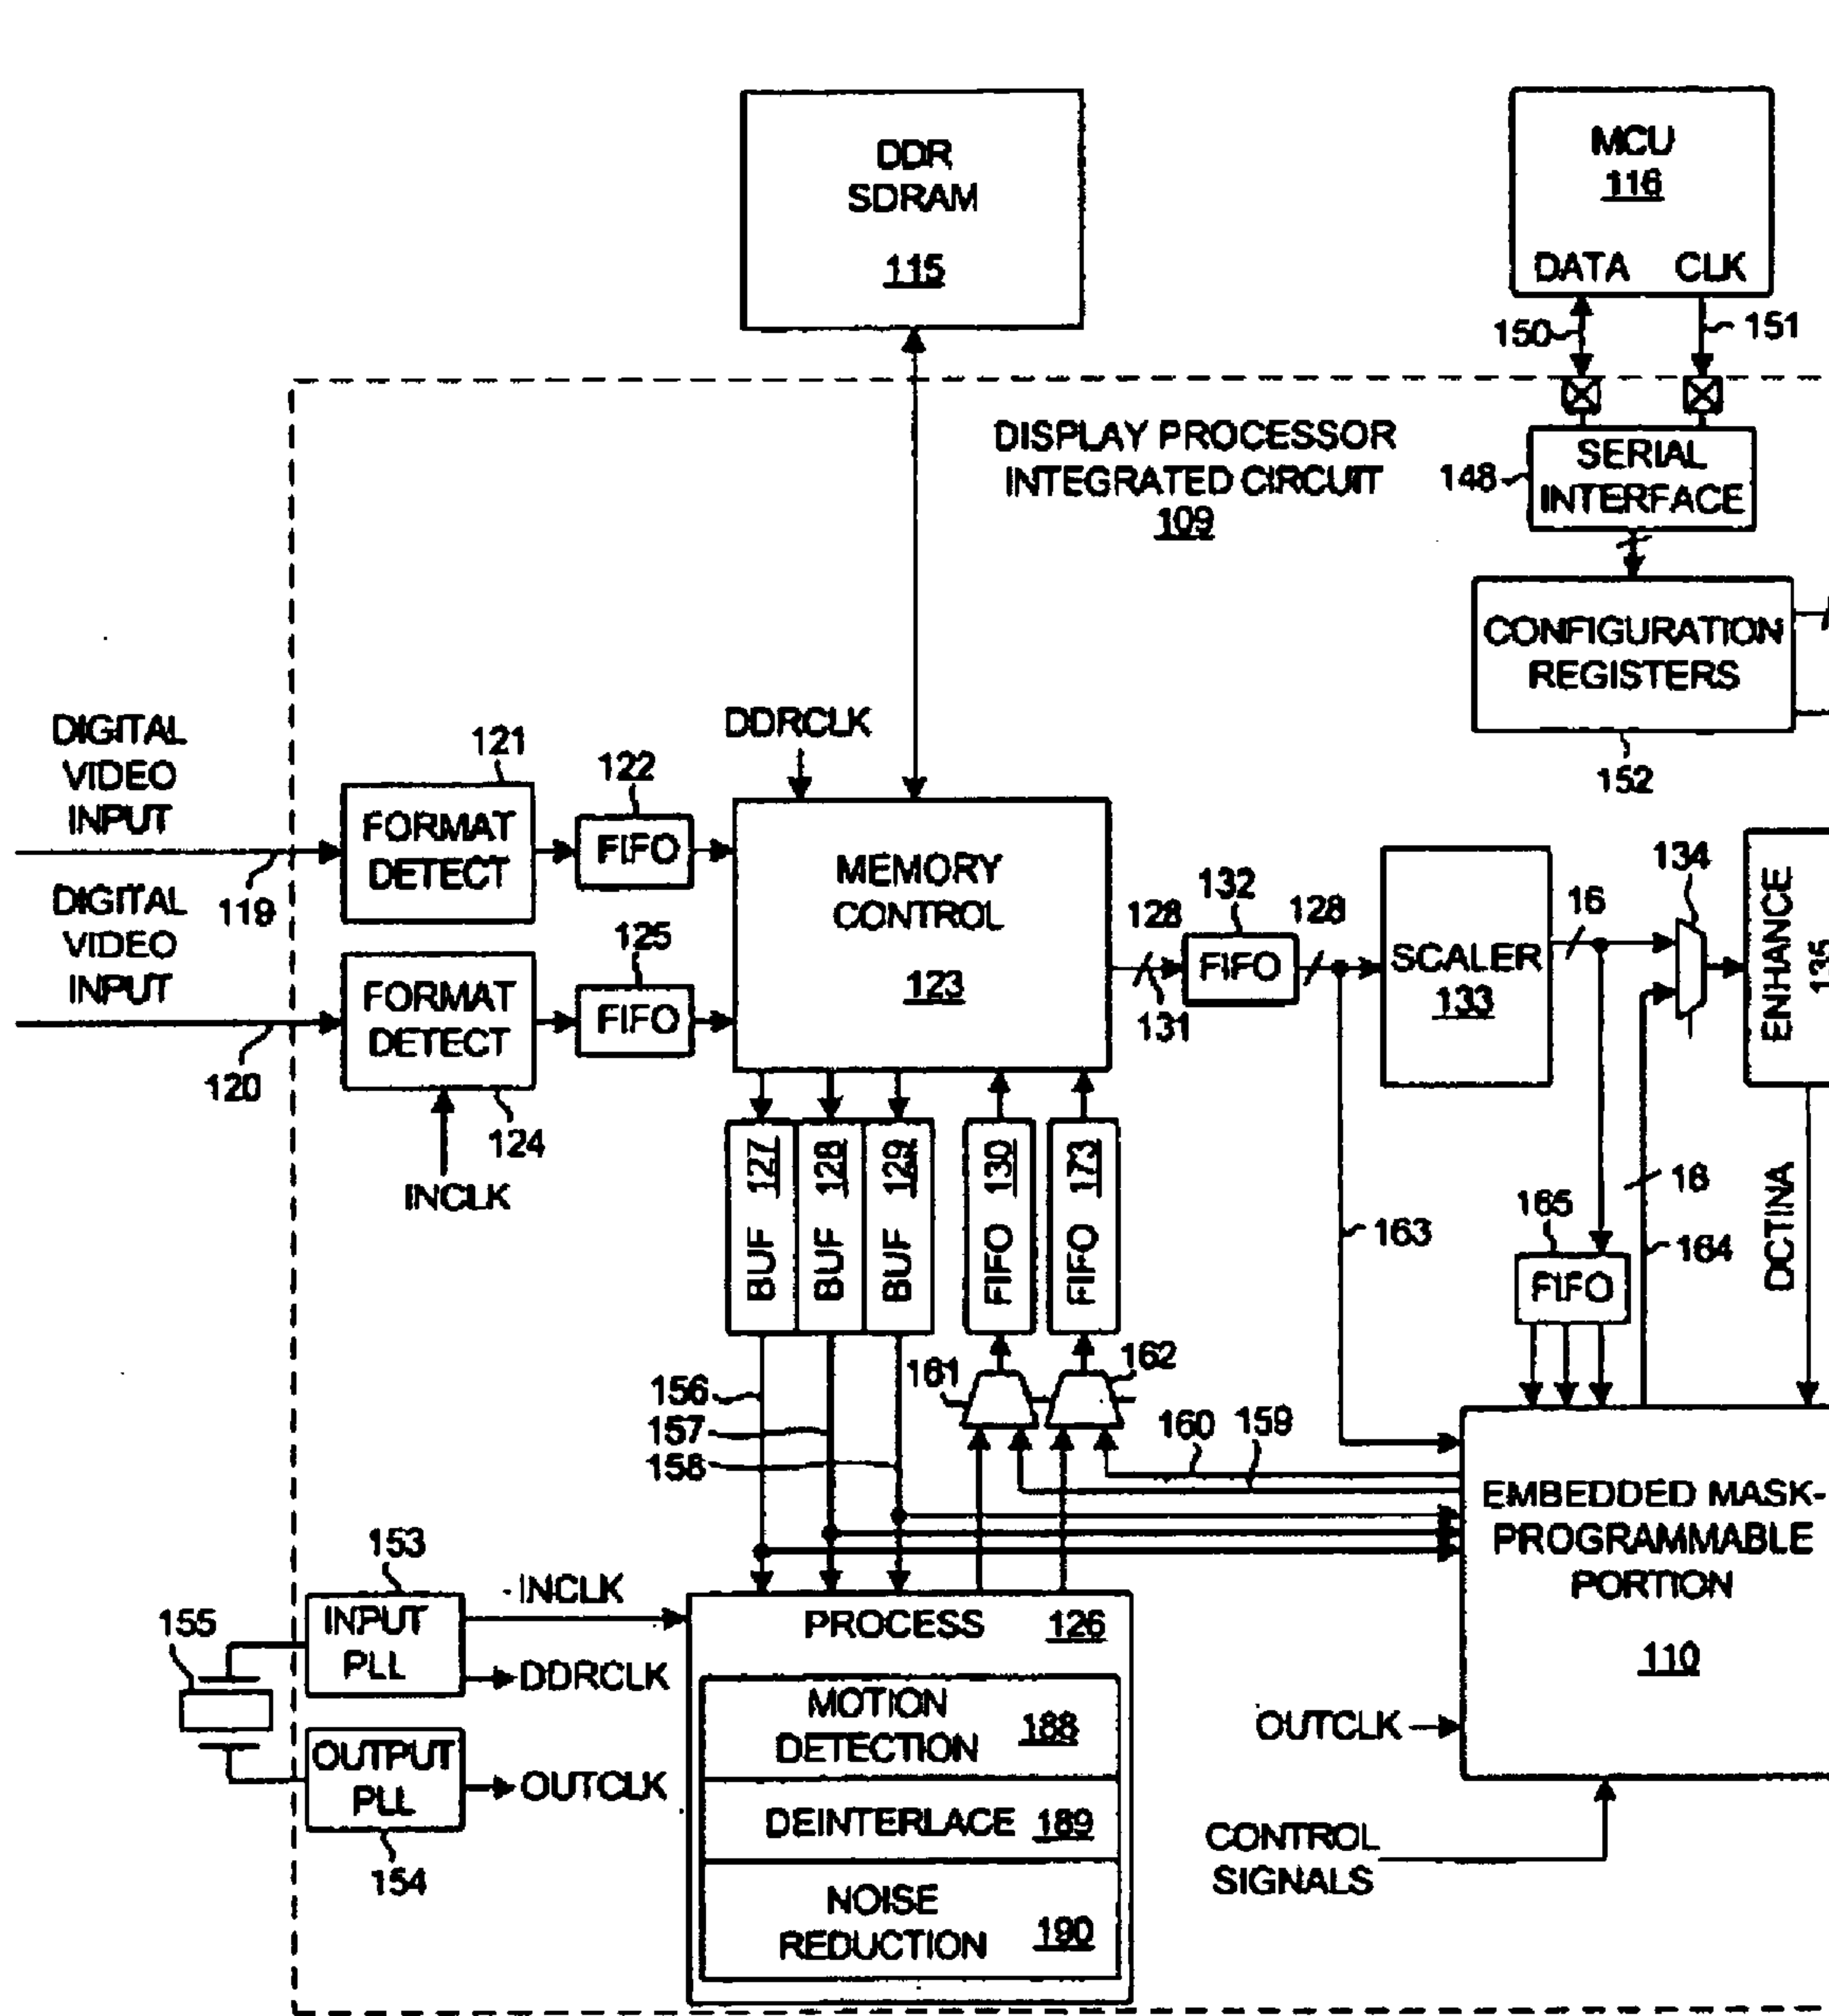 DDR
SDRAM
115
MCU
116
DATA CLK
150
151
DISPLAY PROCESSOR
INTEGRATED CIRCUIT
109
148
SERIAL
INTERFACE
CONFIGURATION
REGISTERS
152
DIGITAL
VIDEO
INPUT
119
DIGITAL
VIDEO
INPUT
120
121
FORMAT
DETECT
122
FIFO
FORMAT
DETECT
124
125
FIFO
INCLK
DDRCLK
MEMORY
CONTROL
123
128
131
132
FIFO
128
SCALER
133
16
134
ENHANCE
135
BUF 127
BUF 128
BUF 129
FIFO 130
FIFO 173
163
165
FIFO
16
164
DCTINA
161
162
156
157
158
160
159
EMBEDDED MASK-
PROGRAMMABLE
PORTION
110
OUTCLK
CONTROL
SIGNALS
153
INPUT
PLL
INCLK
DDRCLK
155
OUTPUT
PLL
OUTCLK
154
PROCESS 126
MOTION
DETECTION 188
DEINTERLACE 189
NOISE
REDUCTION 190